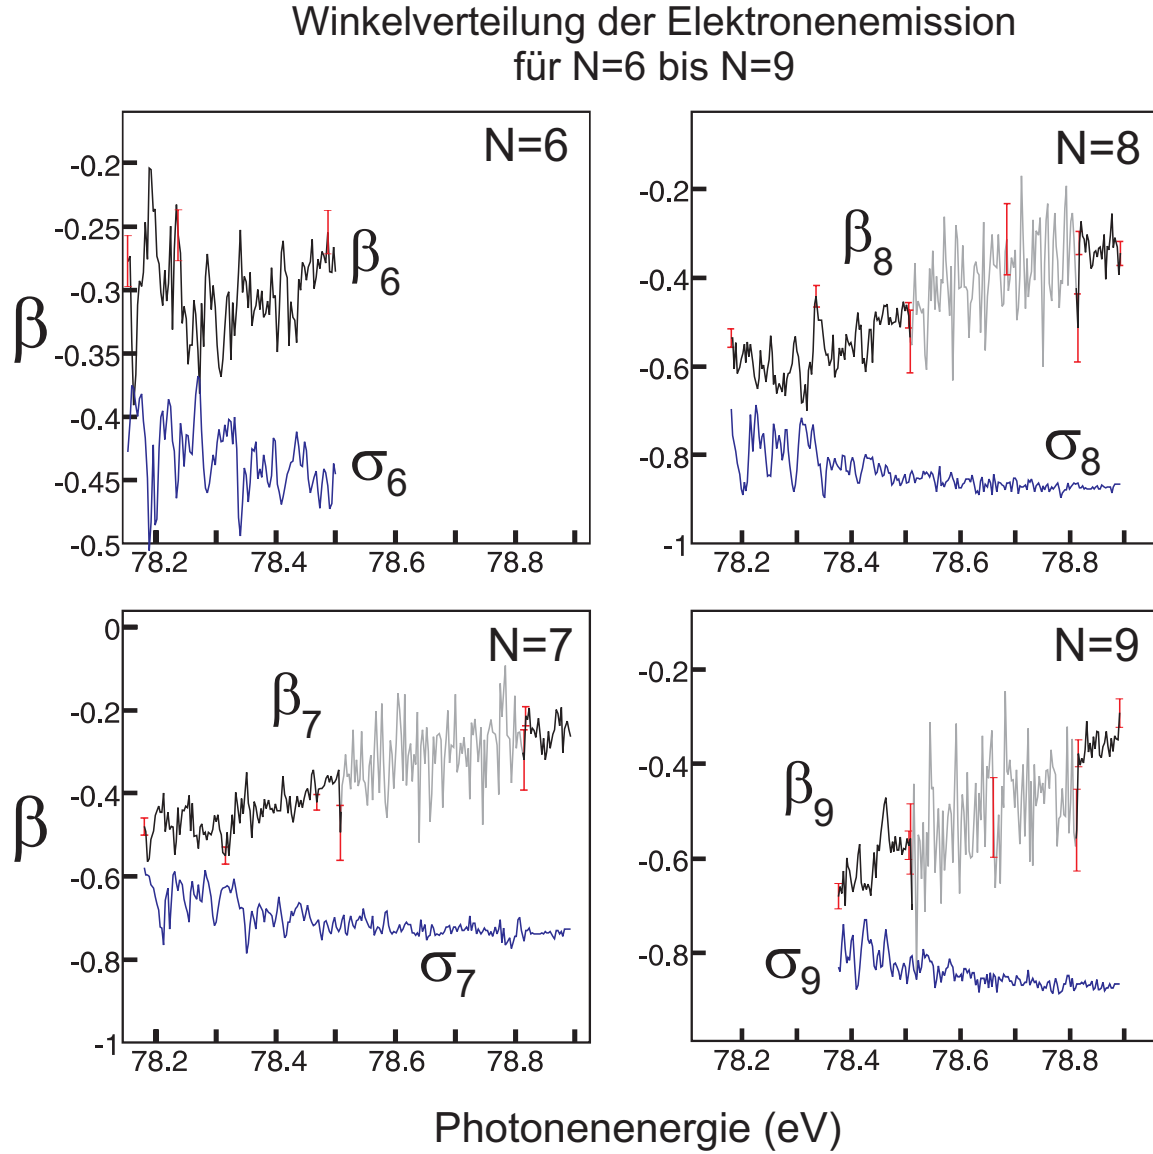 Winkelverteilung der Elektronenemission
für N=6 bis N=9
N=6
-0.2
-0.25
-0.3
-0.35
-0.4
-0.45
-0.5
β
β6
σ6
78.2 78.4 78.6 78.8
N=8
-0.2
-0.4
-0.6
-0.8
-1
β8
σ8
78.2 78.4 78.6 78.8
N=7
0
-0.2
-0.4
-0.6
-0.8
-1
β
β7
σ7
78.2 78.4 78.6 78.8
N=9
-0.2
-0.4
-0.6
-0.8
β9
σ9
78.2 78.4 78.6 78.8
Photonenenergie (eV)